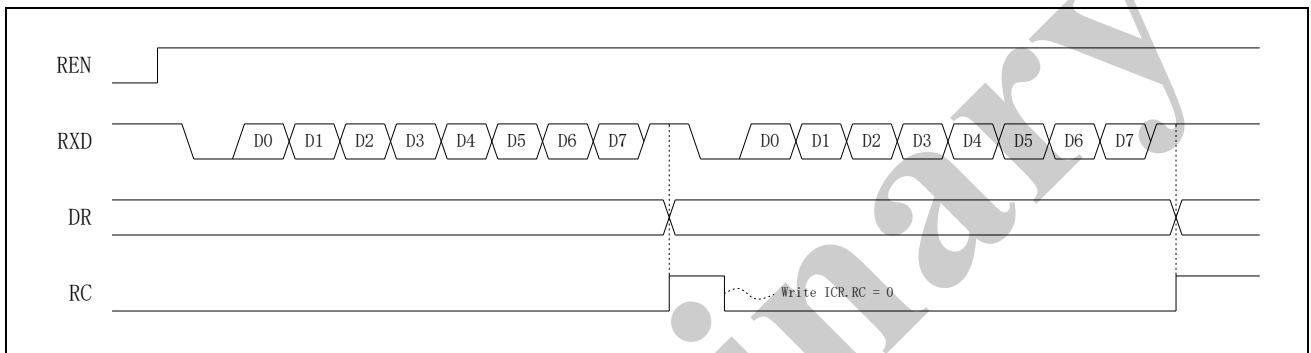 REN
RXD D0 D1 D2 D3 D4 D5 D6 D7 D0 D1 D2 D3 D4 D5 D6 D7
DR
RC Write ICR.RC = 0
inary